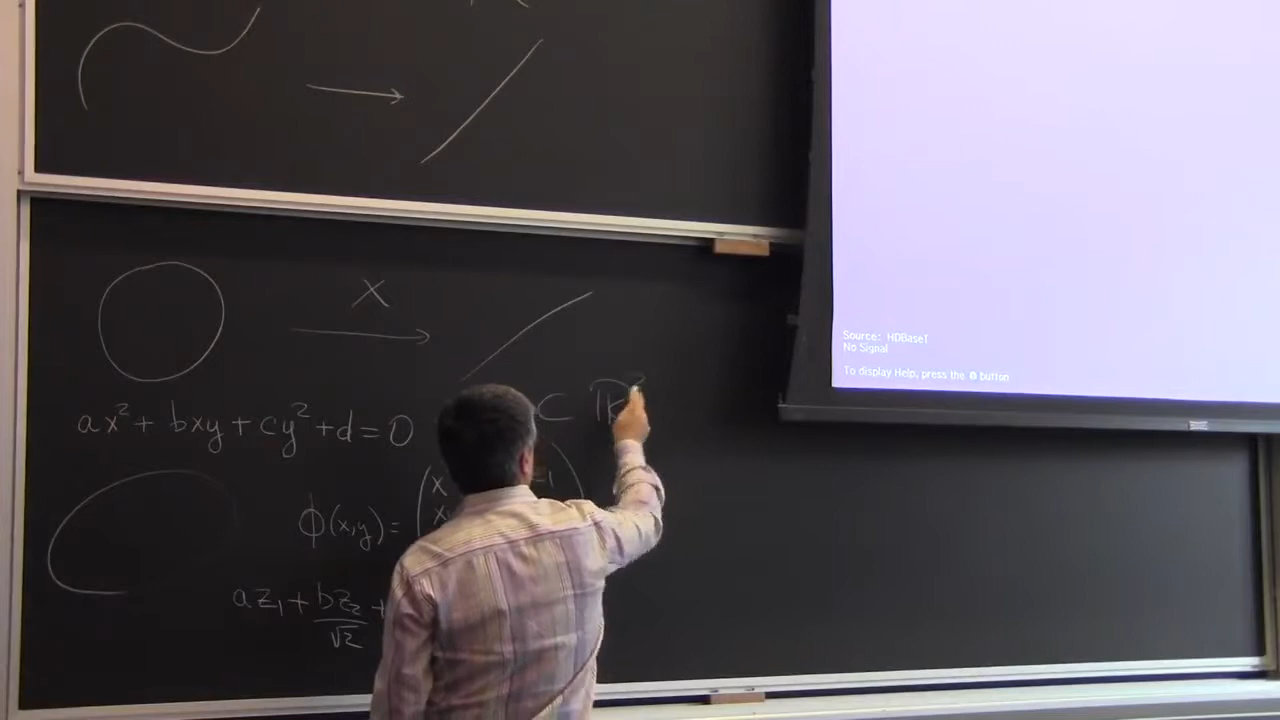 X
ax² + bxy + cy² + d = 0
C ℝ
ϕ(x,y) = ( x
az₁ + bz₂/√2 +
Source: HDBaseT
No Signal
To display Help, press the button